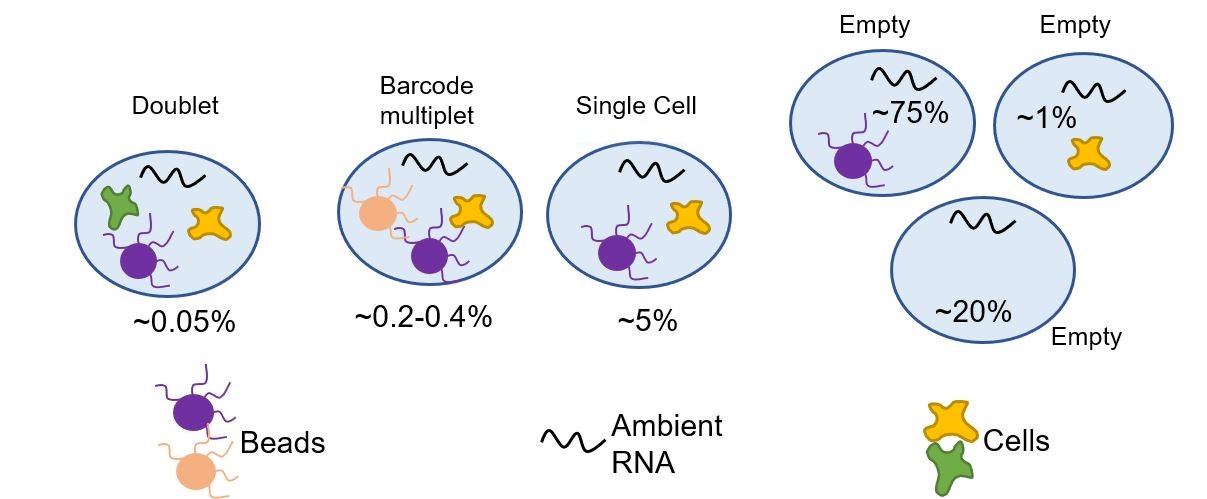 Doublet
Barcode
multiplet
Single Cell
Empty
Empty
~75%
~1%
~0.05%
~0.2-0.4%
~5%
~20%
Empty
Beads
Ambient
RNA
Cells